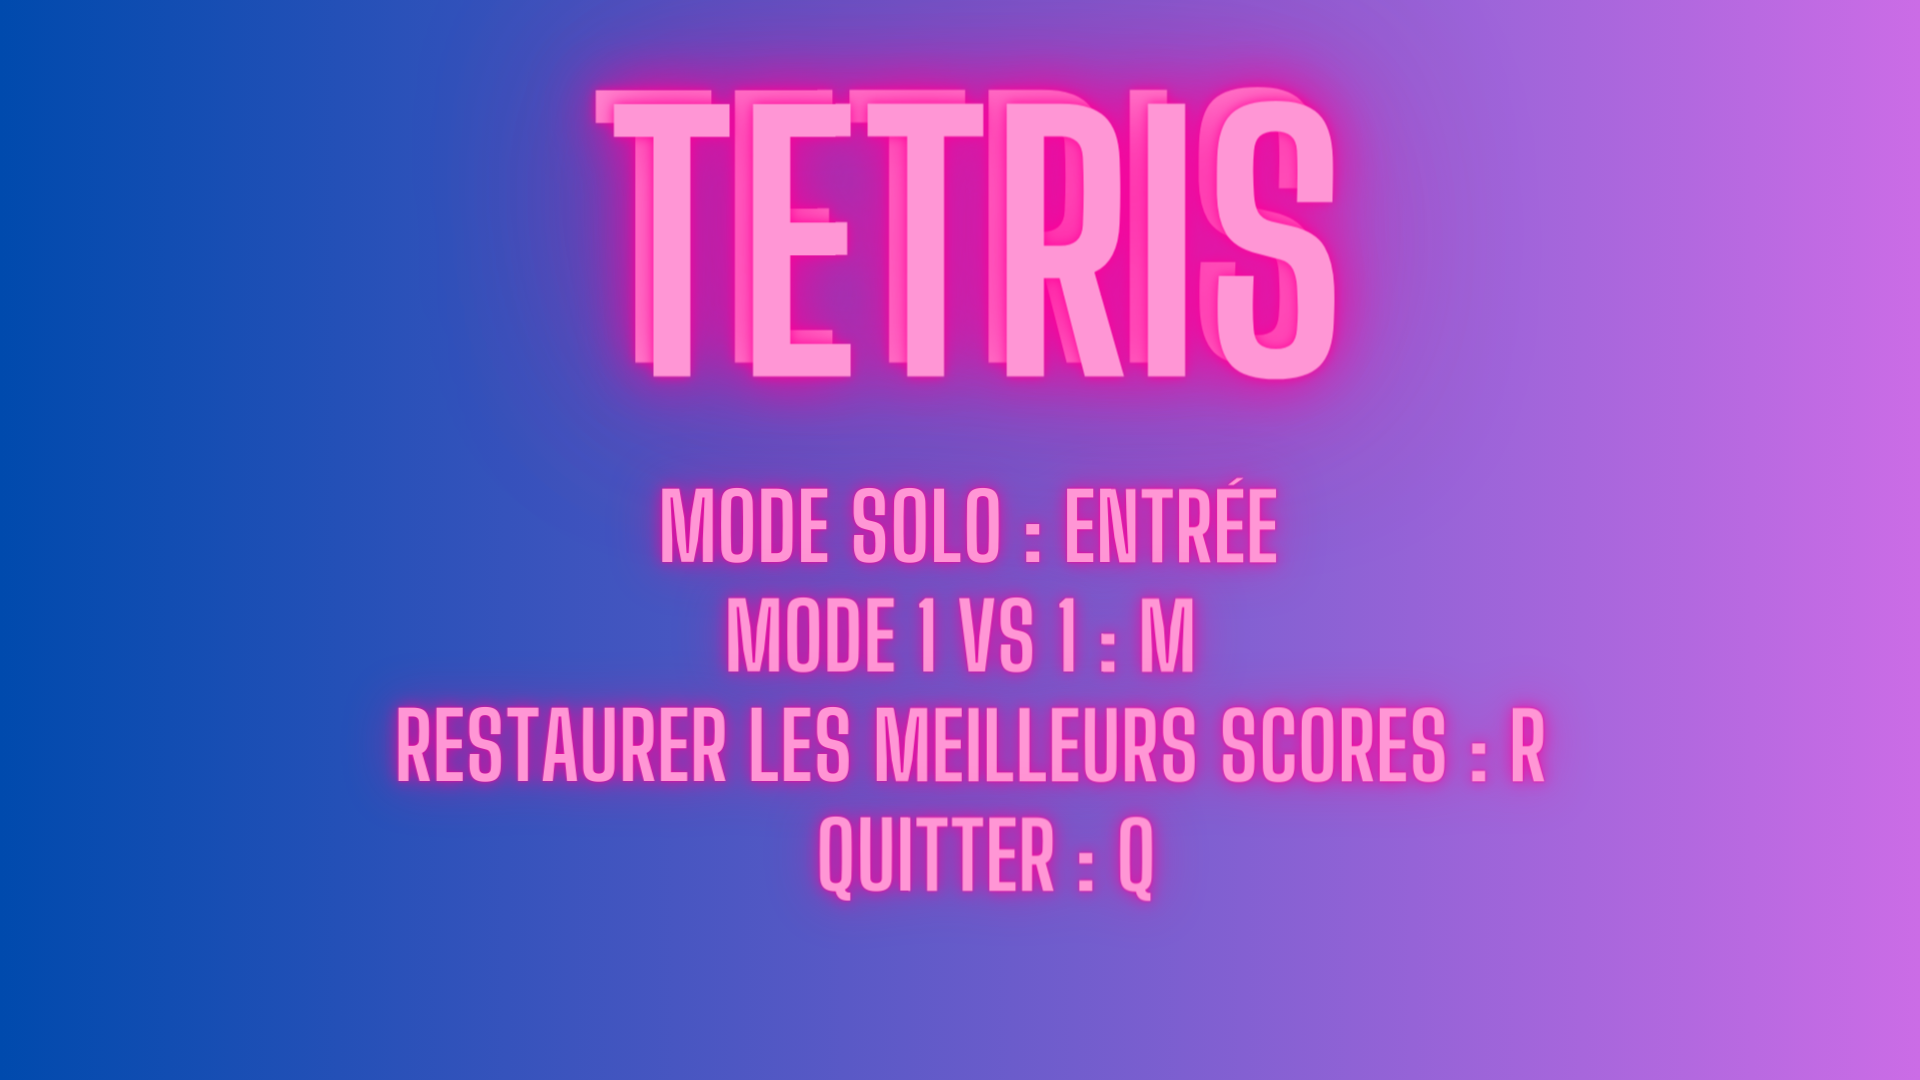 TETRIS
MODE SOLO : ENTRÉE
MODE 1 VS 1 : M
RESTAURER LES MEILLEURS SCORES : R
QUITTER : Q